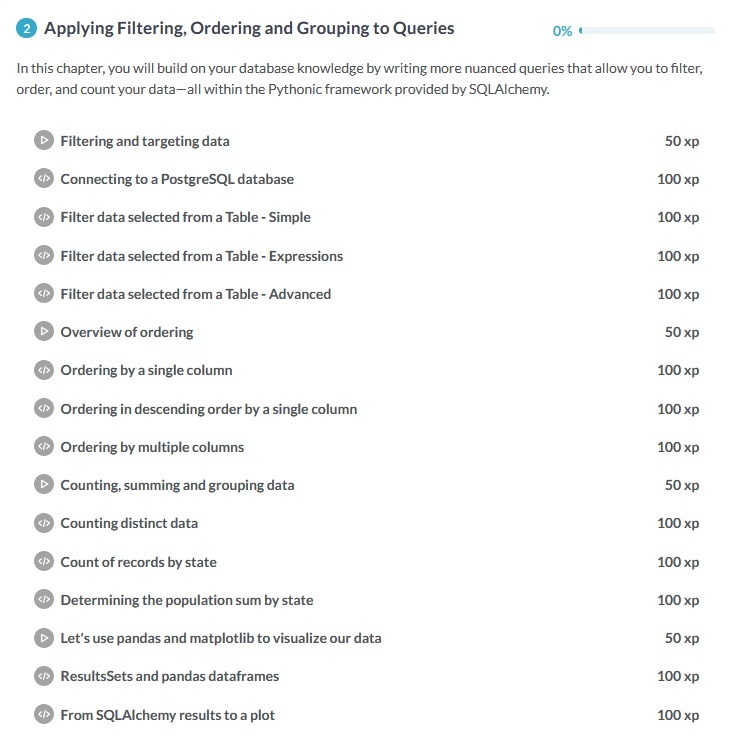 2 Applying Filtering, Ordering and Grouping to Queries 0%
In this chapter, you will build on your database knowledge by writing more nuanced queries that allow you to filter,
order, and count your data—all within the Pythonic framework provided by SQLAlchemy.
Filtering and targeting data 50 xp
</> Connecting to a PostgreSQL database 100 xp
</> Filter data selected from a Table - Simple 100 xp
</> Filter data selected from a Table - Expressions 100 xp
</> Filter data selected from a Table - Advanced 100 xp
Overview of ordering 50 xp
</> Ordering by a single column 100 xp
</> Ordering in descending order by a single column 100 xp
</> Ordering by multiple columns 100 xp
Counting, summing and grouping data 50 xp
</> Counting distinct data 100 xp
</> Count of records by state 100 xp
</> Determining the population sum by state 100 xp
Let's use pandas and matplotlib to visualize our data 50 xp
</> ResultsSets and pandas dataframes 100 xp
</> From SQLAlchemy results to a plot 100 xp